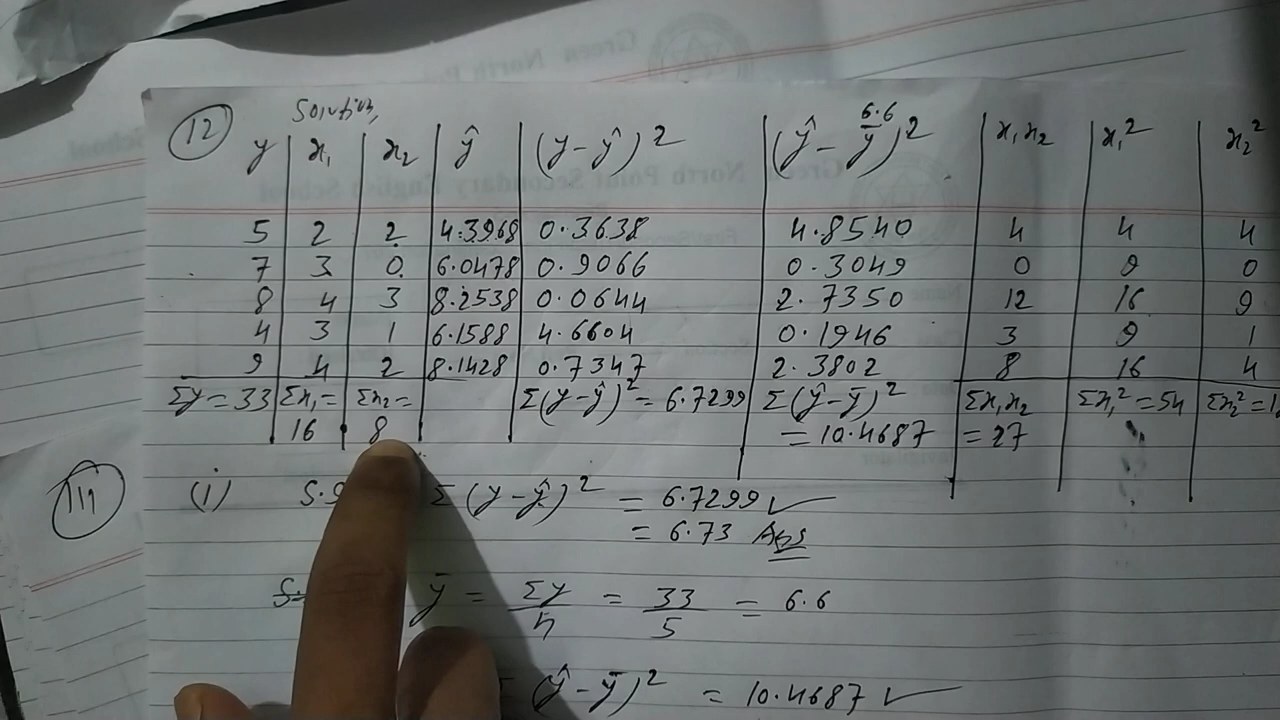 12 Solution,
y x₁ x₂ ŷ (y-ŷ)² (ŷ-ȳ)² x₁x₂ x₁² x₂²
6.6
5 2 2 4.3968 0.3638 4.8540 4 4 4
7 3 0 6.0478 0.9066 0.3049 0 9 0
8 4 3 8.2538 0.0644 2.7350 12 16 9
4 3 1 6.1588 4.6604 0.1946 3 9 1
9 4 2 8.1428 0.7347 2.3802 8 16 4
Σy=33 Σx₁= Σx₂= Σ(y-ŷ)²=6.7299 Σ(ŷ-ȳ)² Σx₁x₂ Σx₁²=54 Σx₂²=
16 8 =10.4687 =27
(i) Σ(y-ŷ)² = 6.7299 ✓
= 6.73 Ans
ȳ = Σy/n = 33/5 = 6.6
(ŷ-ȳ)² = 10.4687 ✓